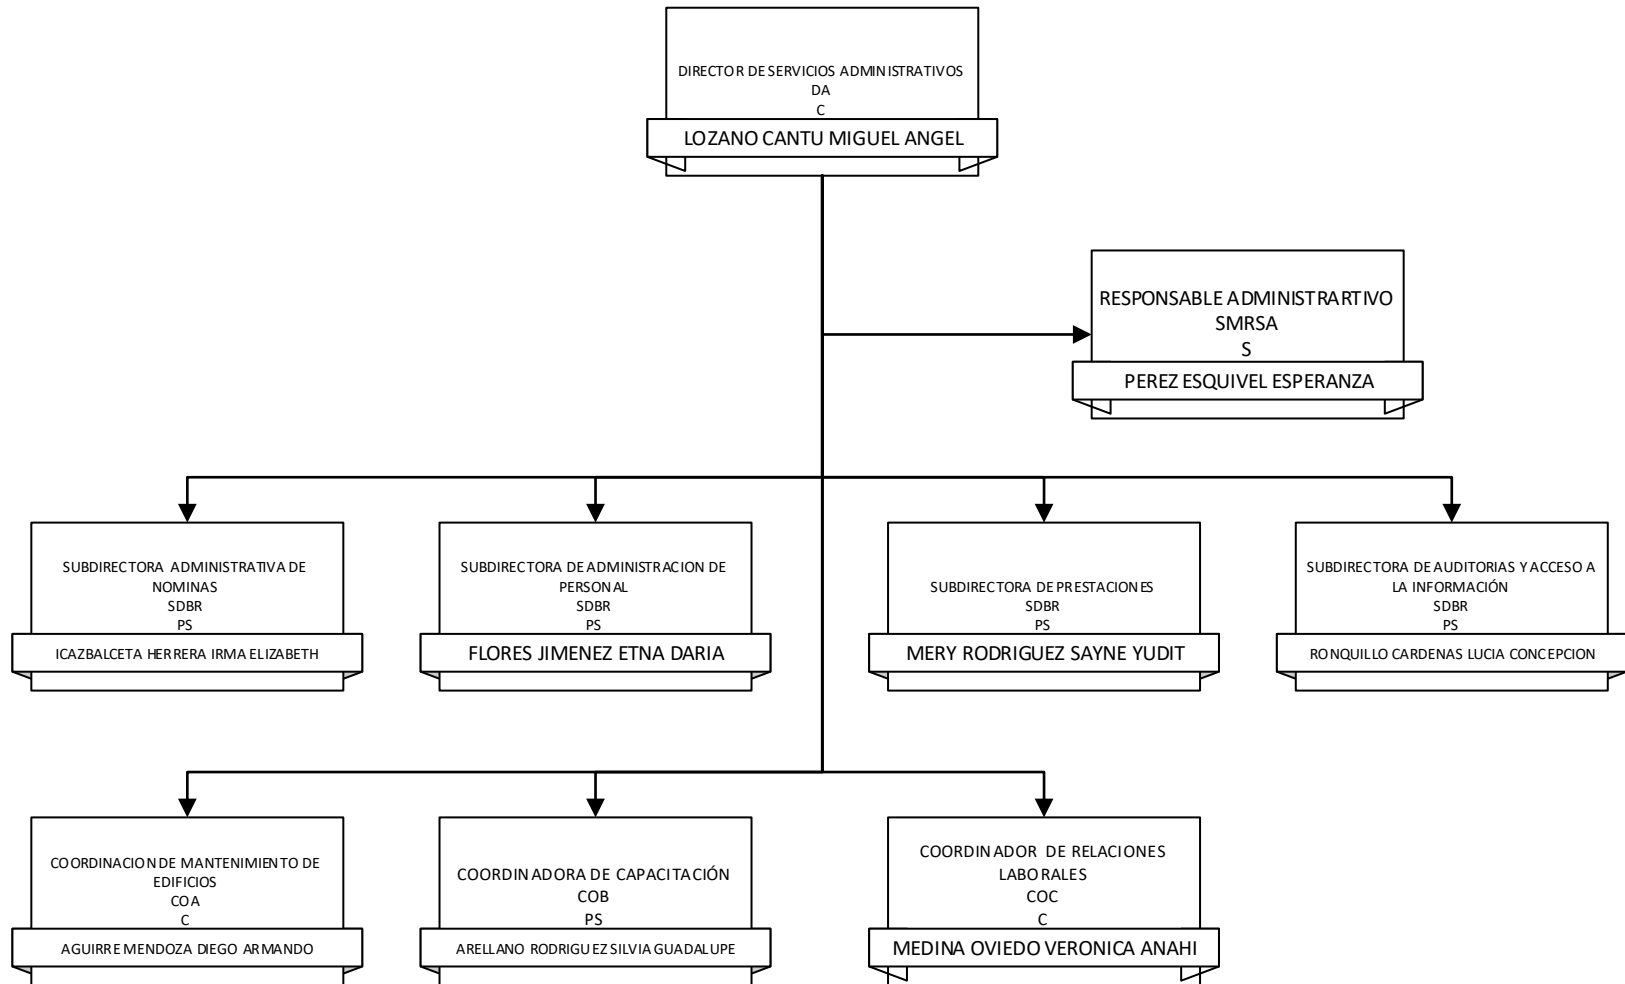 DIRECTOR DE SERVICIOS ADMINISTRATIVOS
DA
C
LOZANO CANTU MIGUEL ANGEL
RESPONSABLE ADMINISTRARTIVO
SMRSA
S
PEREZ ESQUIVEL ESPERANZA
SUBDIRECTORA ADMINISTRATIVA DE
NOMINAS
SDBR
PS
ICAZBALCETA HERRERA IRMA ELIZABETH
SUBDIRECTORA DE ADMINISTRACION DE
PERSONAL
SDBR
PS
FLORES JIMENEZ ETNA DARIA
SUBDIRECTORA DE PRESTACIONES
SDBR
PS
MERY RODRIGUEZ SAYNE YUDIT
SUBDIRECTORA DE AUDITORIAS Y ACCESO A
LA INFORMACIÓN
SDBR
PS
RONQUILLO CARDENAS LUCIA CONCEPCION
COORDINACION DE MANTENIMIENTO DE
EDIFICIOS
COA
C
AGUIRRE MENDOZA DIEGO ARMANDO
COORDINADORA DE CAPACITACIÓN
COB
PS
ARELLANO RODRIGUEZ SILVIA GUADALUPE
COORDINADOR DE RELACIONES
LABORALES
COC
C
MEDINA OVIEDO VERONICA ANAHI